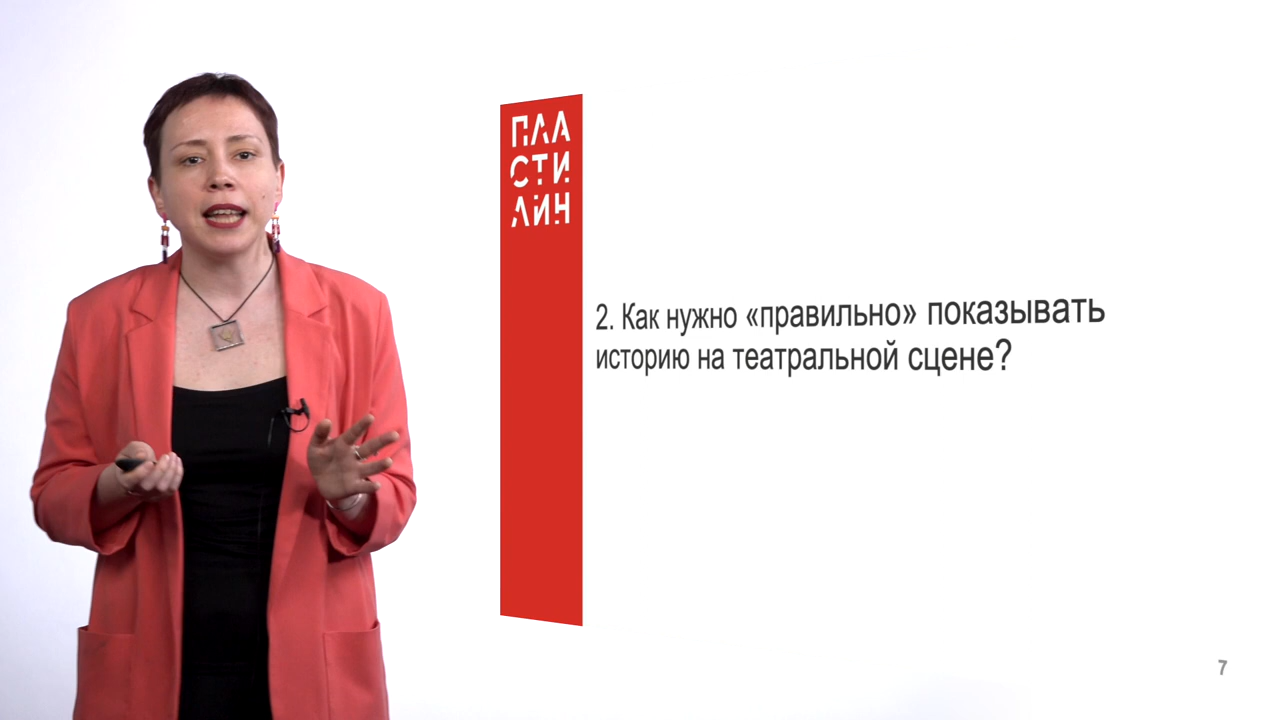 ПЛА
СТИ
ЛИН
2. Как нужно «правильно» показывать
историю на театральной сцене?
7